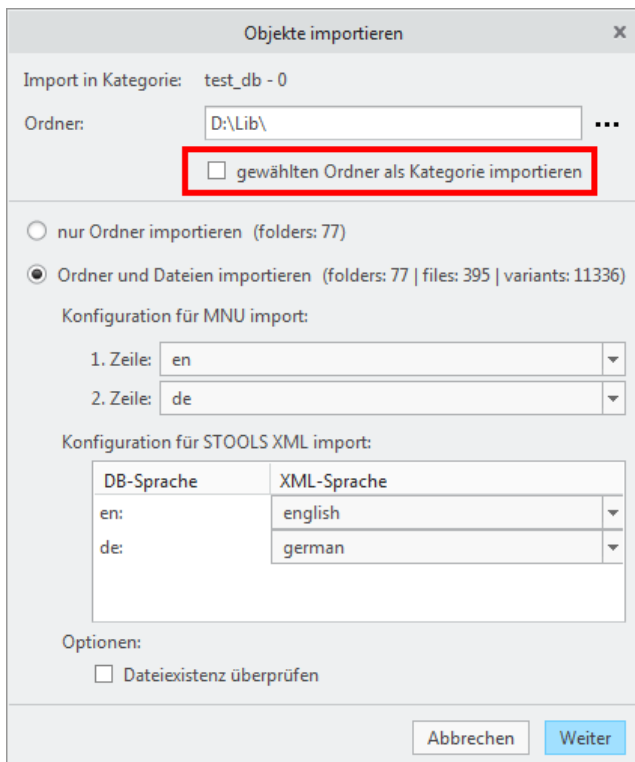 Objekte importieren
Import in Kategorie: test_db - 0
Ordner: D:\Lib\ ...
gewählten Ordner als Kategorie importieren
nur Ordner importieren (folders: 77)
Ordner und Dateien importieren (folders: 77 | files: 395 | variants: 11336)
Konfiguration für MNU import:
1. Zeile: en
2. Zeile: de
Konfiguration für STOOLS XML import:
DB-Sprache XML-Sprache
en: english
de: german
Optionen:
Dateiexistenz überprüfen
Abbrechen Weiter